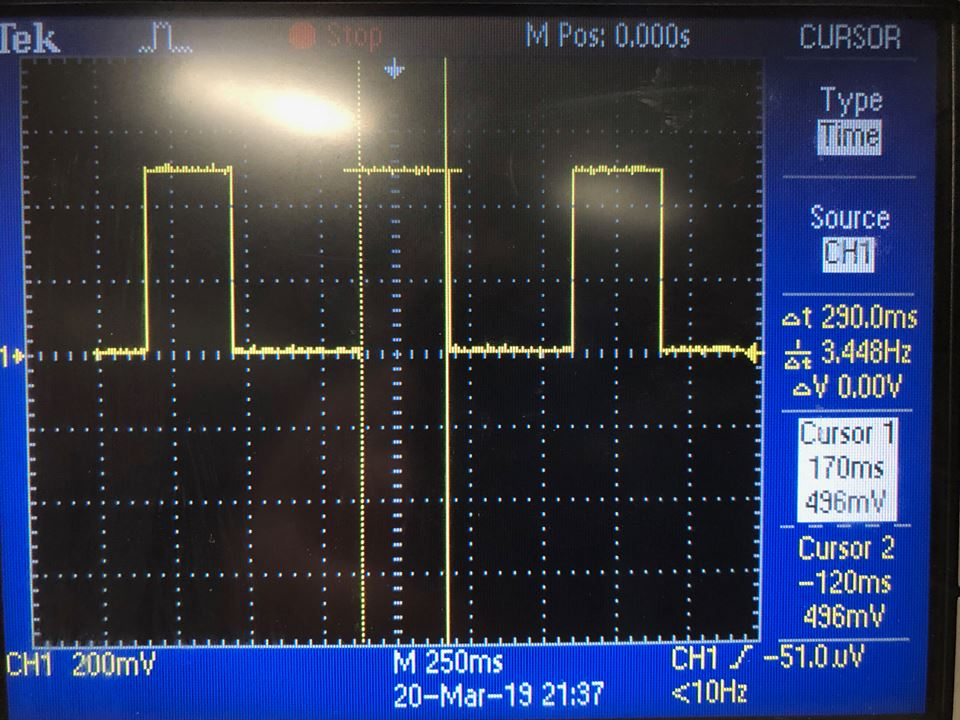 Tek
Stop
M Pos: 0.000s
CURSOR
Type
Time
Source
CH1
Δt 290.0ms
1/Δt 3.448Hz
ΔV 0.00V
Cursor 1
170ms
496mV
Cursor 2
-120ms
496mV
1
CH1 200mV
M 250ms
CH1 -51.0µV
20-Mar-19 21:37
<10Hz